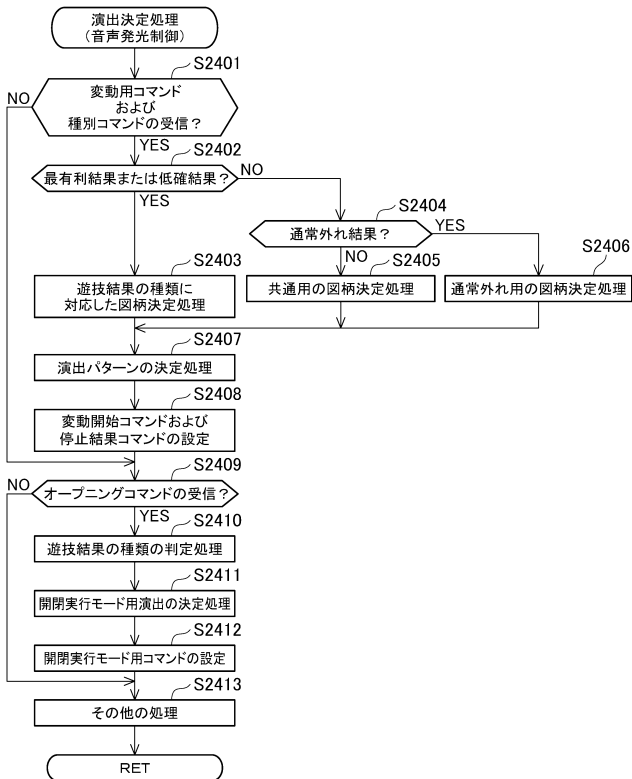 演出決定処理
(音声発光制御)
S2401
NO
変動用コマンド
および
種別コマンドの受信？
YES
S2402
最有利結果または低確結果？
NO
YES
S2404
通常外れ結果？
YES
NO
S2403
遊技結果の種類に
対応した図柄決定処理
S2405
共通用の図柄決定処理
S2406
通常外れ用の図柄決定処理
S2407
演出パターンの決定処理
S2408
変動開始コマンドおよび
停止結果コマンドの設定
S2409
NO
オープニングコマンドの受信？
YES
S2410
遊技結果の種類の判定処理
S2411
開閉実行モード用演出の決定処理
S2412
開閉実行モード用コマンドの設定
S2413
その他の処理
RET